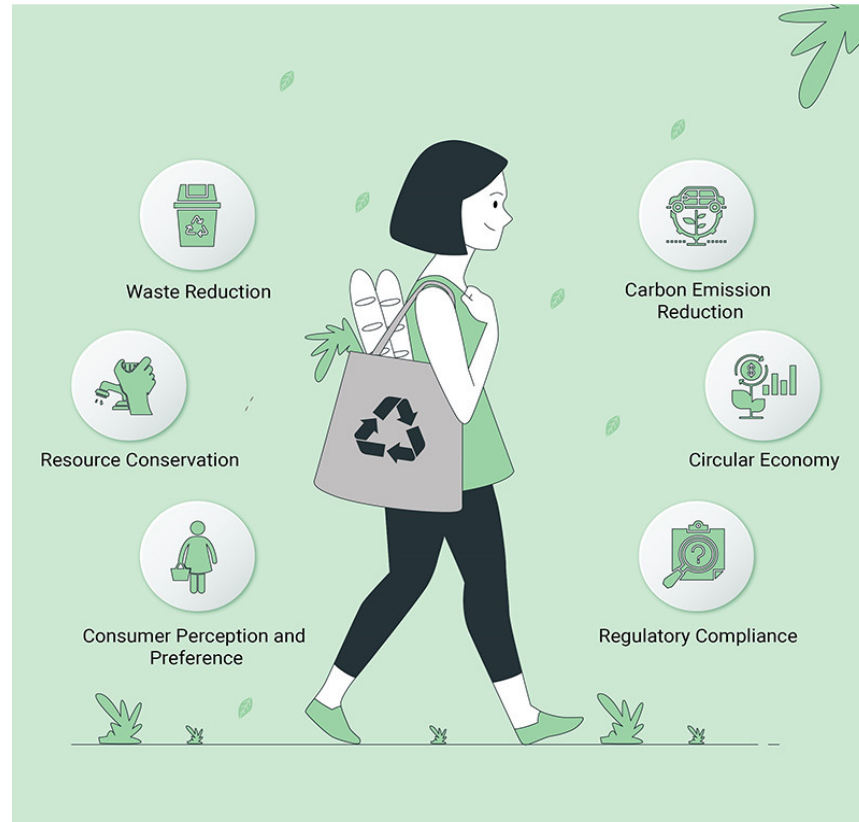 Waste Reduction
Carbon Emission
Reduction
Resource Conservation
Circular Economy
Consumer Perception and
Preference
Regulatory Compliance